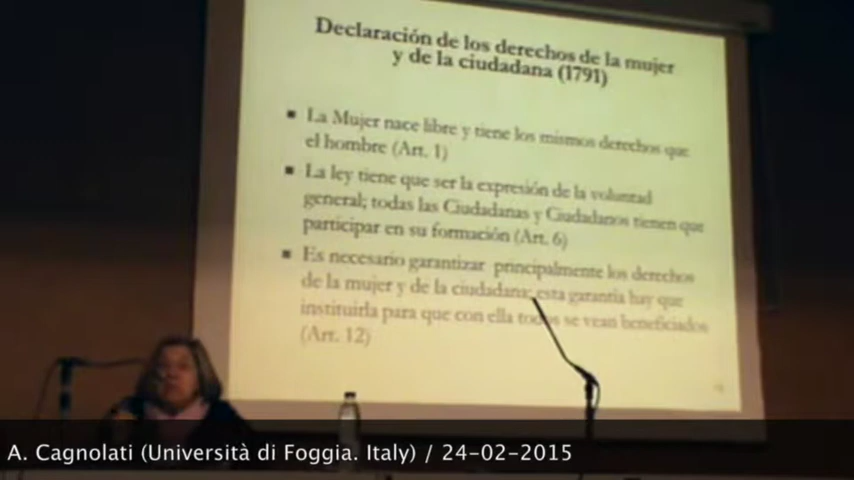 Declaración de los derechos de la mujer
y de la ciudadana (1791)
▪ La Mujer nace libre y tiene los mismos derechos que
el hombre (Art. 1)
▪ La ley tiene que ser la expresión de la voluntad
general; todas las Ciudadanas y Ciudadanos tienen que
participar en su formación (Art. 6)
▪ Es necesario garantizar principalmente los derechos
de la mujer y de la ciudadana; esta garantía hay que
instituirla para que con ella todos se vean beneficiados
(Art. 12)
A. Cagnolati (Università di Foggia. Italy) / 24-02-2015